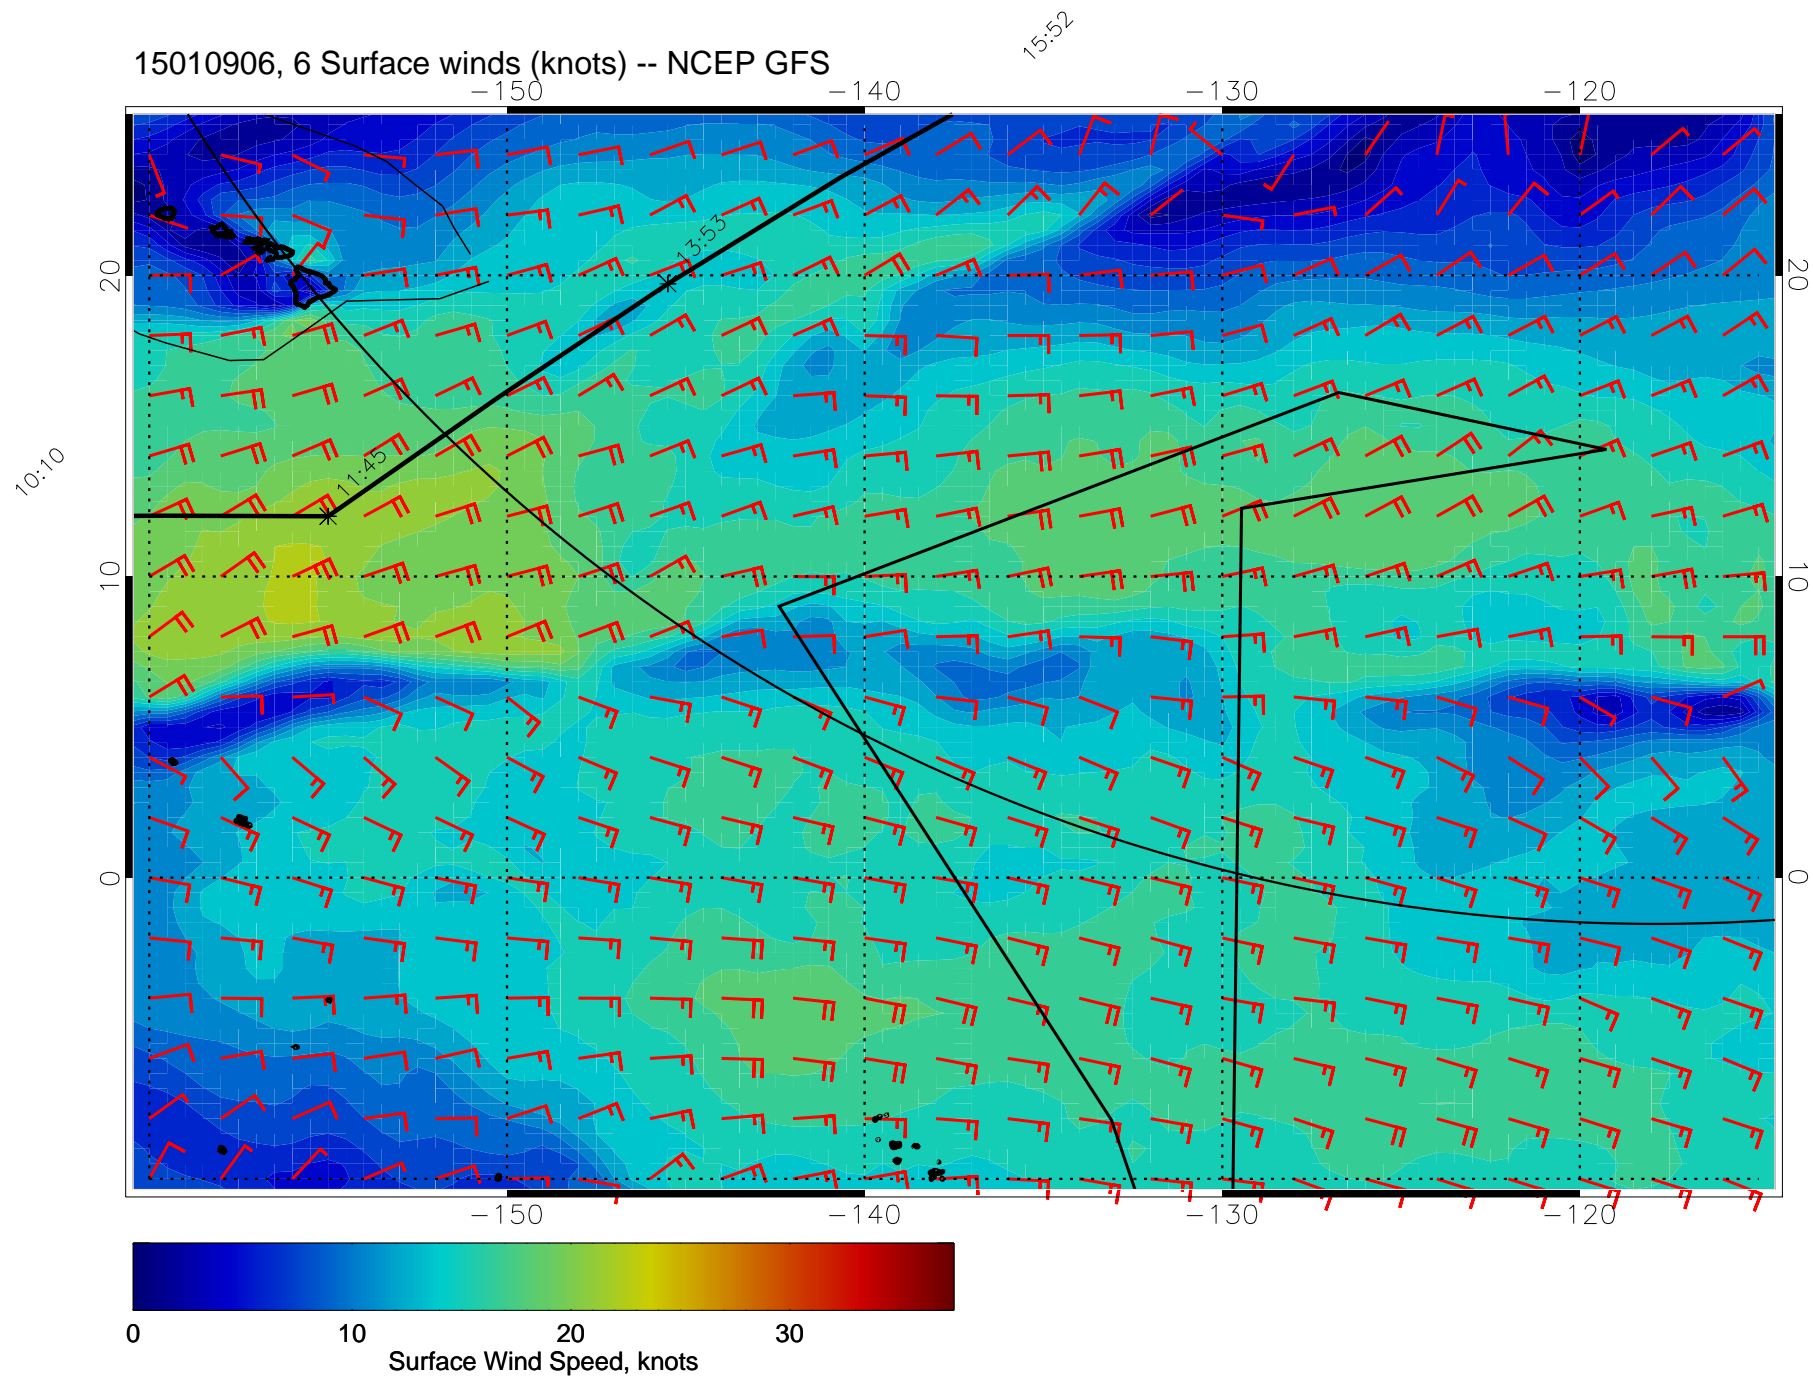 15:52
15010906, 6 Surface winds (knots) -- NCEP GFS
−150 −140 −130 −120
13:53
20 20
10:10
11:45
10 10
0 0
−150 −140 −130 −120
0 10 20 30
Surface Wind Speed, knots